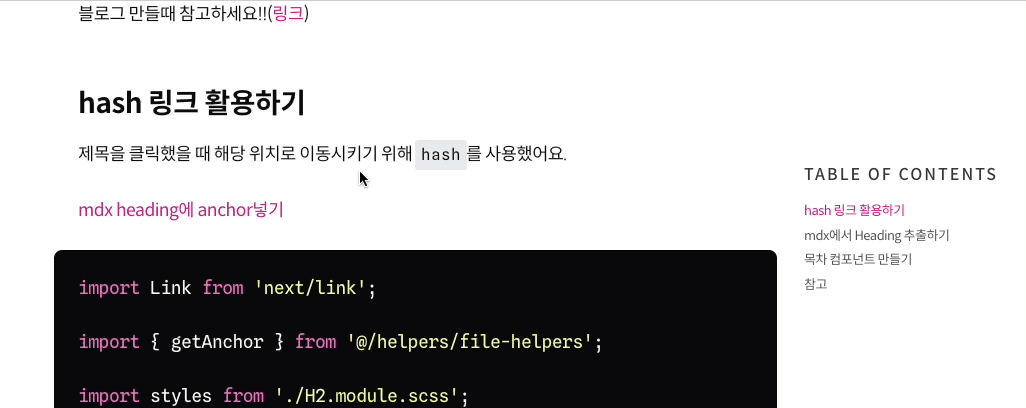 블로그 만들때 참고하세요!!(링크)
hash 링크 활용하기
제목을 클릭했을 때 해당 위치로 이동시키기 위해 hash를 사용했어요.
mdx heading에 anchor넣기
import Link from 'next/link';
import { getAnchor } from '@/helpers/file-helpers';
import styles from './H2.module.scss';
TABLE OF CONTENTS
hash 링크 활용하기
mdx에서 Heading 추출하기
목차 컴포넌트 만들기
참고